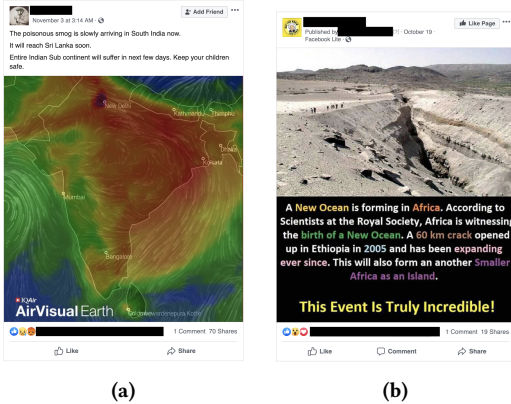 Add Friend
November 3 at 3:14 AM
The poisonous smog is slowly arriving in South India now.
It will reach Sri Lanka soon.
Entire Indian Sub continent will suffer in next few days. Keep your children
safe.
New Delhi
Kathmandu
Thimphu
Dhaka
Kolkata
Mumbai
Bangalore
IQAir
AirVisual Earth
1 Comment 70 Shares
Like
Share
(a)
Like Page
Published by
October 19
Facebook Lite
A New Ocean is forming in Africa. According to
Scientists at the Royal Society, Africa is witnessing
the birth of a New Ocean. A 60 km crack opened
up in Ethiopia in 2005 and has been expanding
ever since. This will also form an another Smaller
Africa as an Island.
This Event Is Truly Incredible!
1 Comment 19 Shares
Like
Comment
Share
(b)